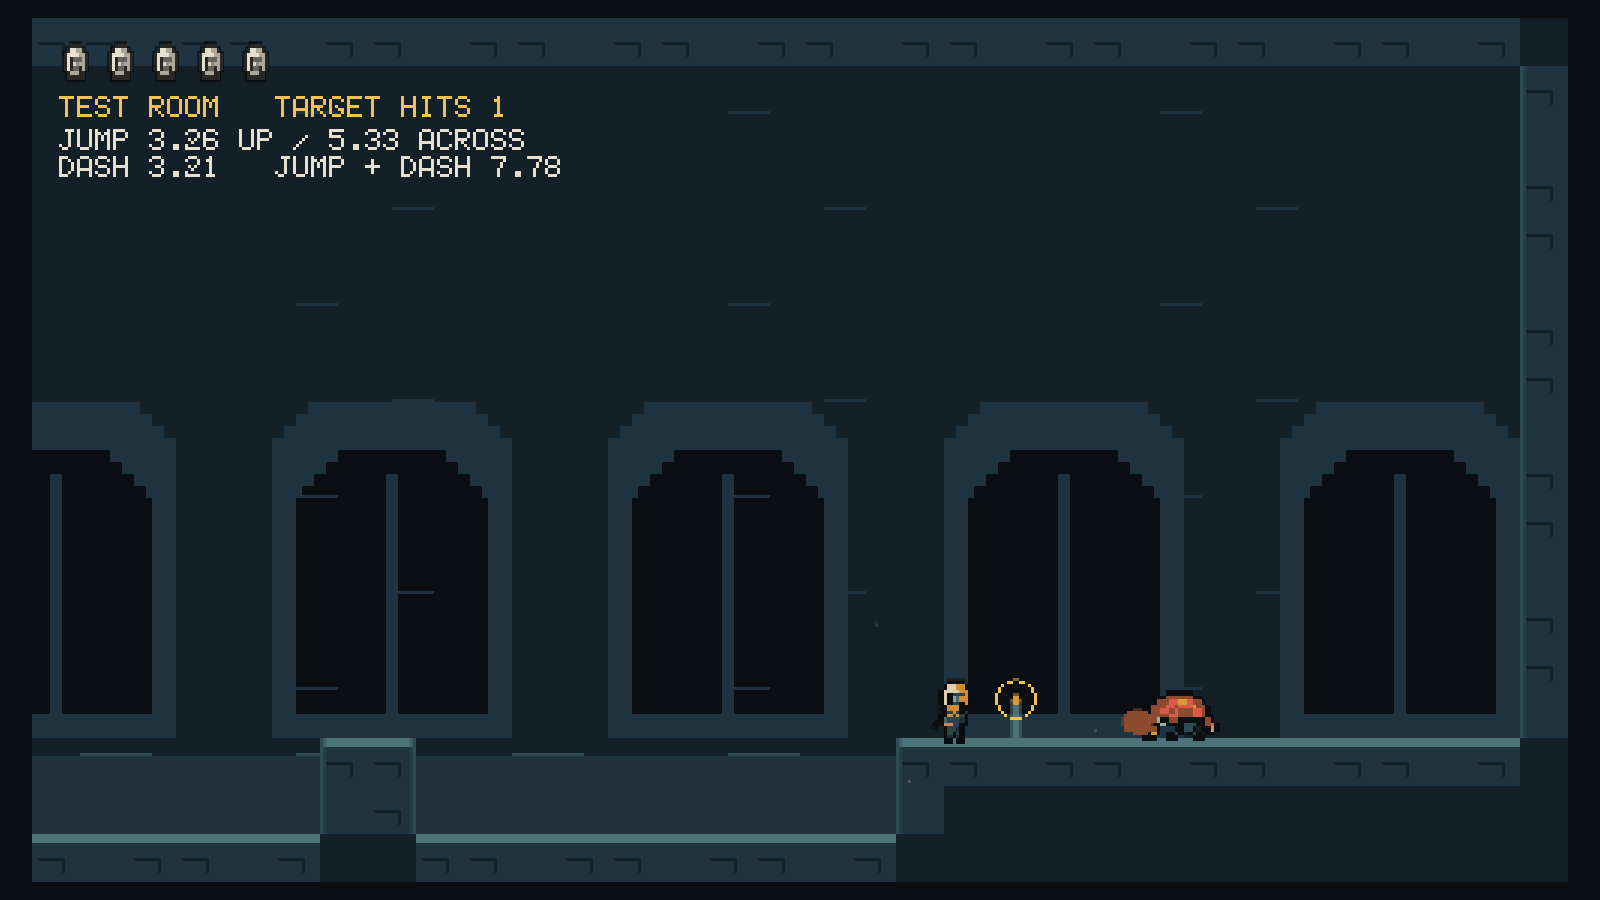 TEST ROOM TARGET HITS 1
JUMP 3.26 UP / 5.33 ACROSS
DASH 3.21 JUMP + DASH 7.78